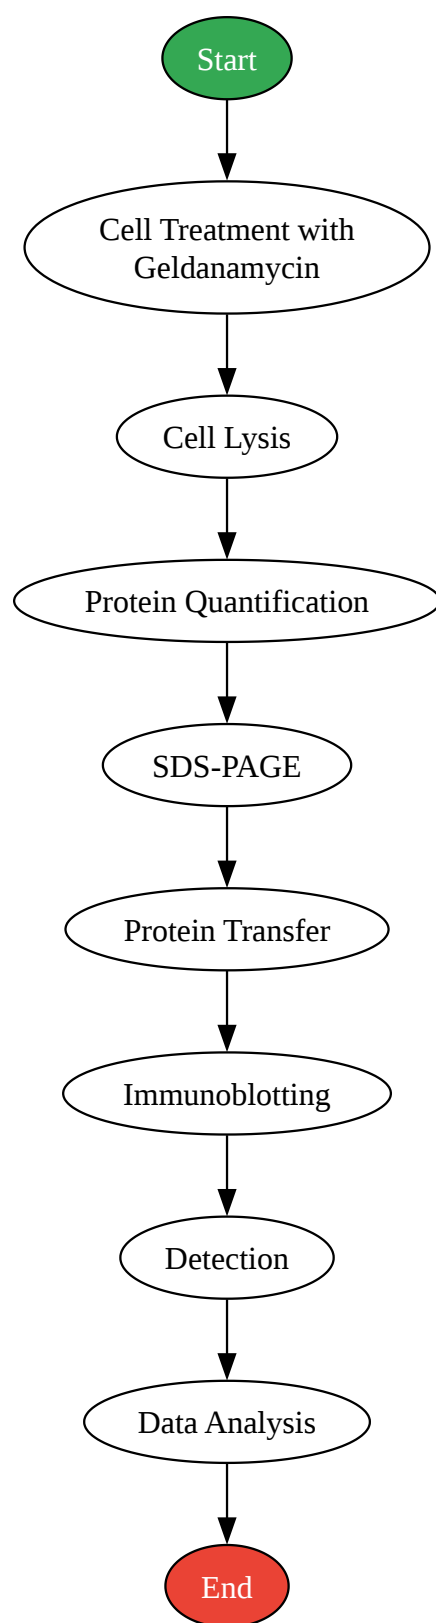 Start
Cell Treatment with
Geldanamycin
Cell Lysis
Protein Quantification
SDS-PAGE
Protein Transfer
Immunoblotting
Detection
Data Analysis
End